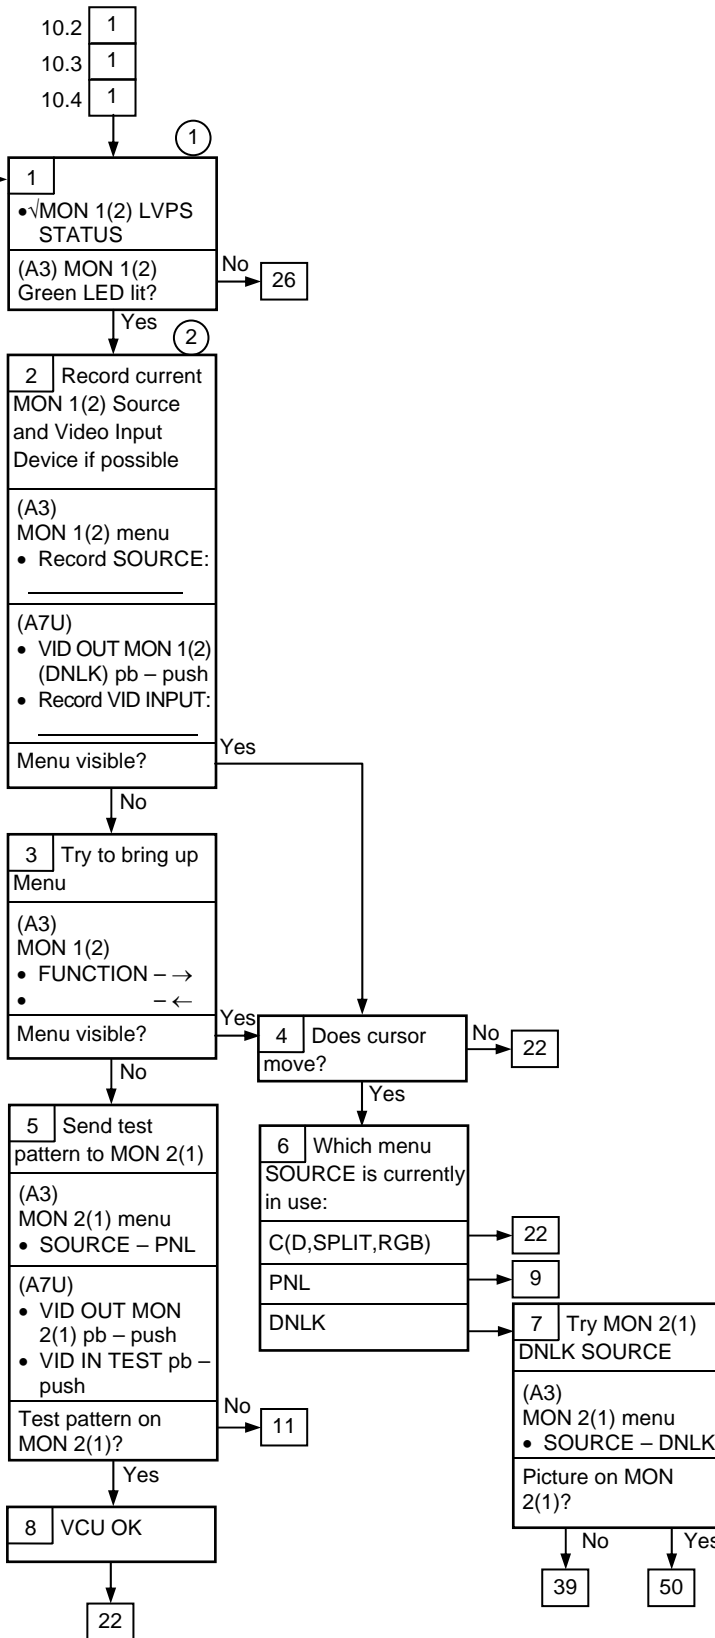 10.2 1
10.3 1
10.4 1
1
1
•√MON 1(2) LVPS
STATUS
(A3) MON 1(2)
Green LED lit?
No
26
Yes
2
2 Record current
MON 1(2) Source
and Video Input
Device if possible
(A3)
MON 1(2) menu
• Record SOURCE:
(A7U)
• VID OUT MON 1(2)
(DNLK) pb – push
• Record VID INPUT:
Menu visible?
Yes
No
3 Try to bring up
Menu
(A3)
MON 1(2)
• FUNCTION – →
• – ←
Menu visible?
Yes
No
4 Does cursor
move?
No
22
Yes
5 Send test
pattern to MON 2(1)
(A3)
MON 2(1) menu
• SOURCE – PNL
(A7U)
• VID OUT MON
2(1) pb – push
• VID IN TEST pb –
push
Test pattern on
MON 2(1)?
No
11
Yes
6 Which menu
SOURCE is currently
in use:
C(D,SPLIT,RGB)
22
PNL
9
DNLK
7 Try MON 2(1)
DNLK SOURCE
(A3)
MON 2(1) menu
• SOURCE – DNLK
Picture on MON
2(1)?
No
Yes
39
50
8 VCU OK
22